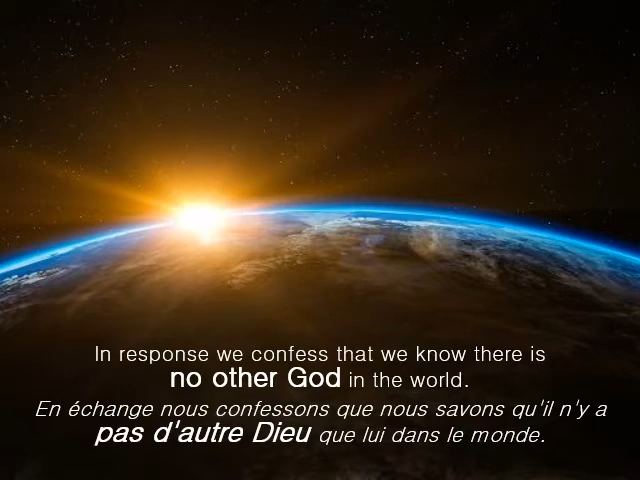 In response we confess that we know there is
no other God in the world.
En échange nous confessons que nous savons qu'il n'y a
pas d'autre Dieu que lui dans le monde.